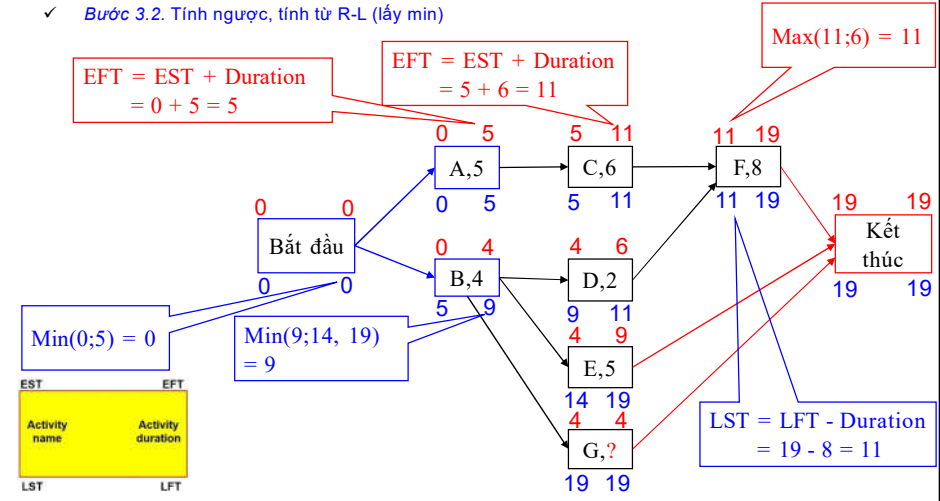 ✓ Bước 3.2. Tính ngược, tính từ R-L (lấy min)
Max(11;6) = 11
EFT = EST + Duration
= 0 + 5 = 5
EFT = EST + Duration
= 5 + 6 = 11
0 5
A,5
0 5
5 11
C,6
5 11
11 19
F,8
11 19
0 0
Bắt đầu
0 0
0 4
B,4
5 9
4 6
D,2
9 11
19 19
Kết
thúc
19 19
4 9
E,5
14 19
4 4
G,?
19 19
Min(0;5) = 0
Min(9;14, 19)
= 9
LST = LFT - Duration
= 19 - 8 = 11
EST EFT
Activity name
Activity duration
LST LFT